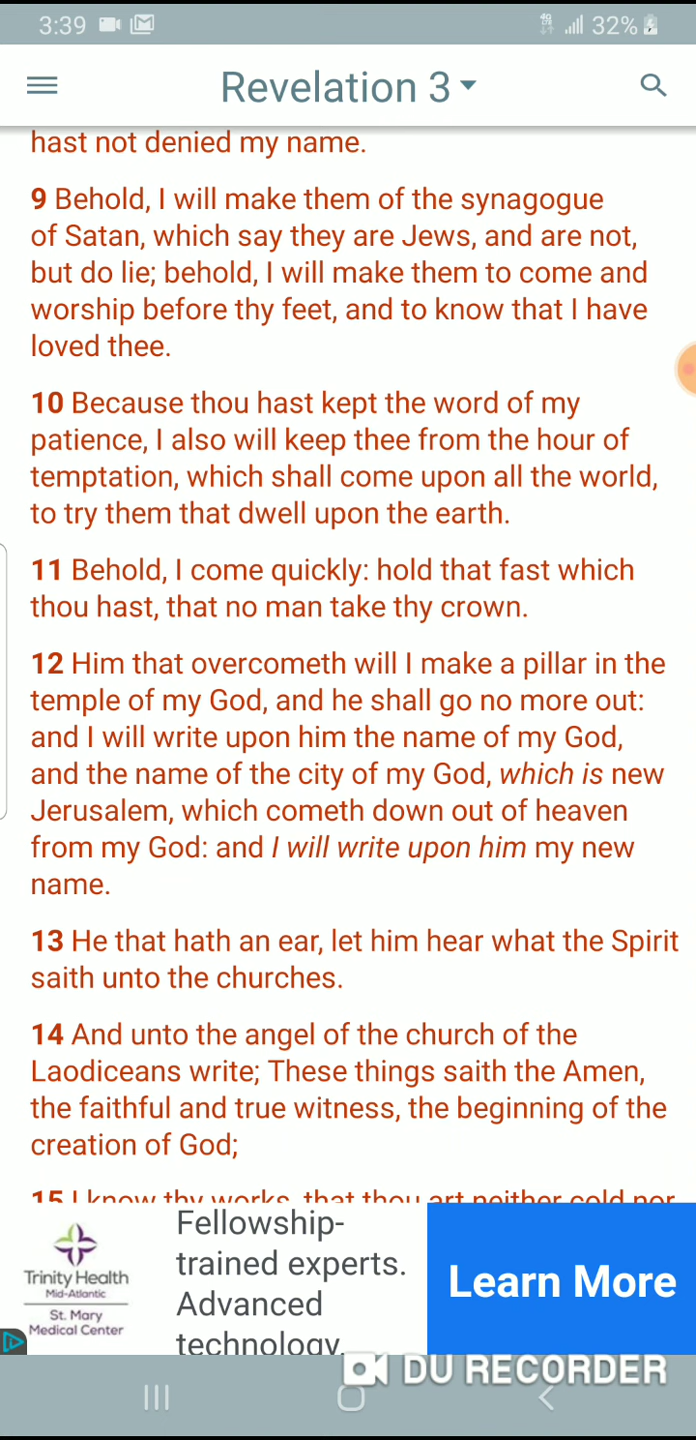 3:39
32%
Revelation 3
hast not denied my name.
9 Behold, I will make them of the synagogue
of Satan, which say they are Jews, and are not,
but do lie; behold, I will make them to come and
worship before thy feet, and to know that I have
loved thee.
10 Because thou hast kept the word of my
patience, I also will keep thee from the hour of
temptation, which shall come upon all the world,
to try them that dwell upon the earth.
11 Behold, I come quickly: hold that fast which
thou hast, that no man take thy crown.
12 Him that overcometh will I make a pillar in the
temple of my God, and he shall go no more out:
and I will write upon him the name of my God,
and the name of the city of my God, which is new
Jerusalem, which cometh down out of heaven
from my God: and I will write upon him my new
name.
13 He that hath an ear, let him hear what the Spirit
saith unto the churches.
14 And unto the angel of the church of the
Laodiceans write; These things saith the Amen,
the faithful and true witness, the beginning of the
creation of God;
15 I know thy works, that thou art neither cold nor
Trinity Health
Mid-Atlantic
St. Mary
Medical Center
Fellowship-
trained experts.
Advanced
technology.
Learn More
DU RECORDER